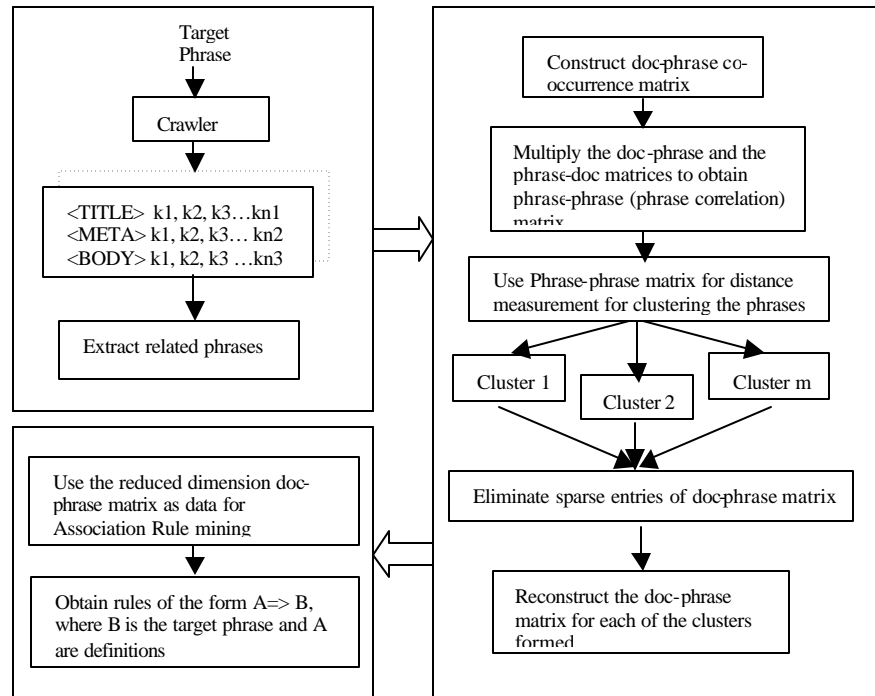 Target
Phrase
Crawler
<TITLE> k1, k2, k3…kn1
<META> k1, k2, k3… kn2
<BODY> k1, k2, k3 …kn3
Extract related phrases
Construct doc-phrase co-
occurrence matrix
Multiply the doc-phrase and the
phrase-doc matrices to obtain
phrase-phrase (phrase correlation)
matrix
Use Phrase-phrase matrix for distance
measurement for clustering the phrases
Cluster 1
Cluster 2
Cluster m
Eliminate sparse entries of doc-phrase matrix
Reconstruct the doc-phrase
matrix for each of the clusters
formed
Use the reduced dimension doc-
phrase matrix as data for
Association Rule mining
Obtain rules of the form A=> B,
where B is the target phrase and A
are definitions